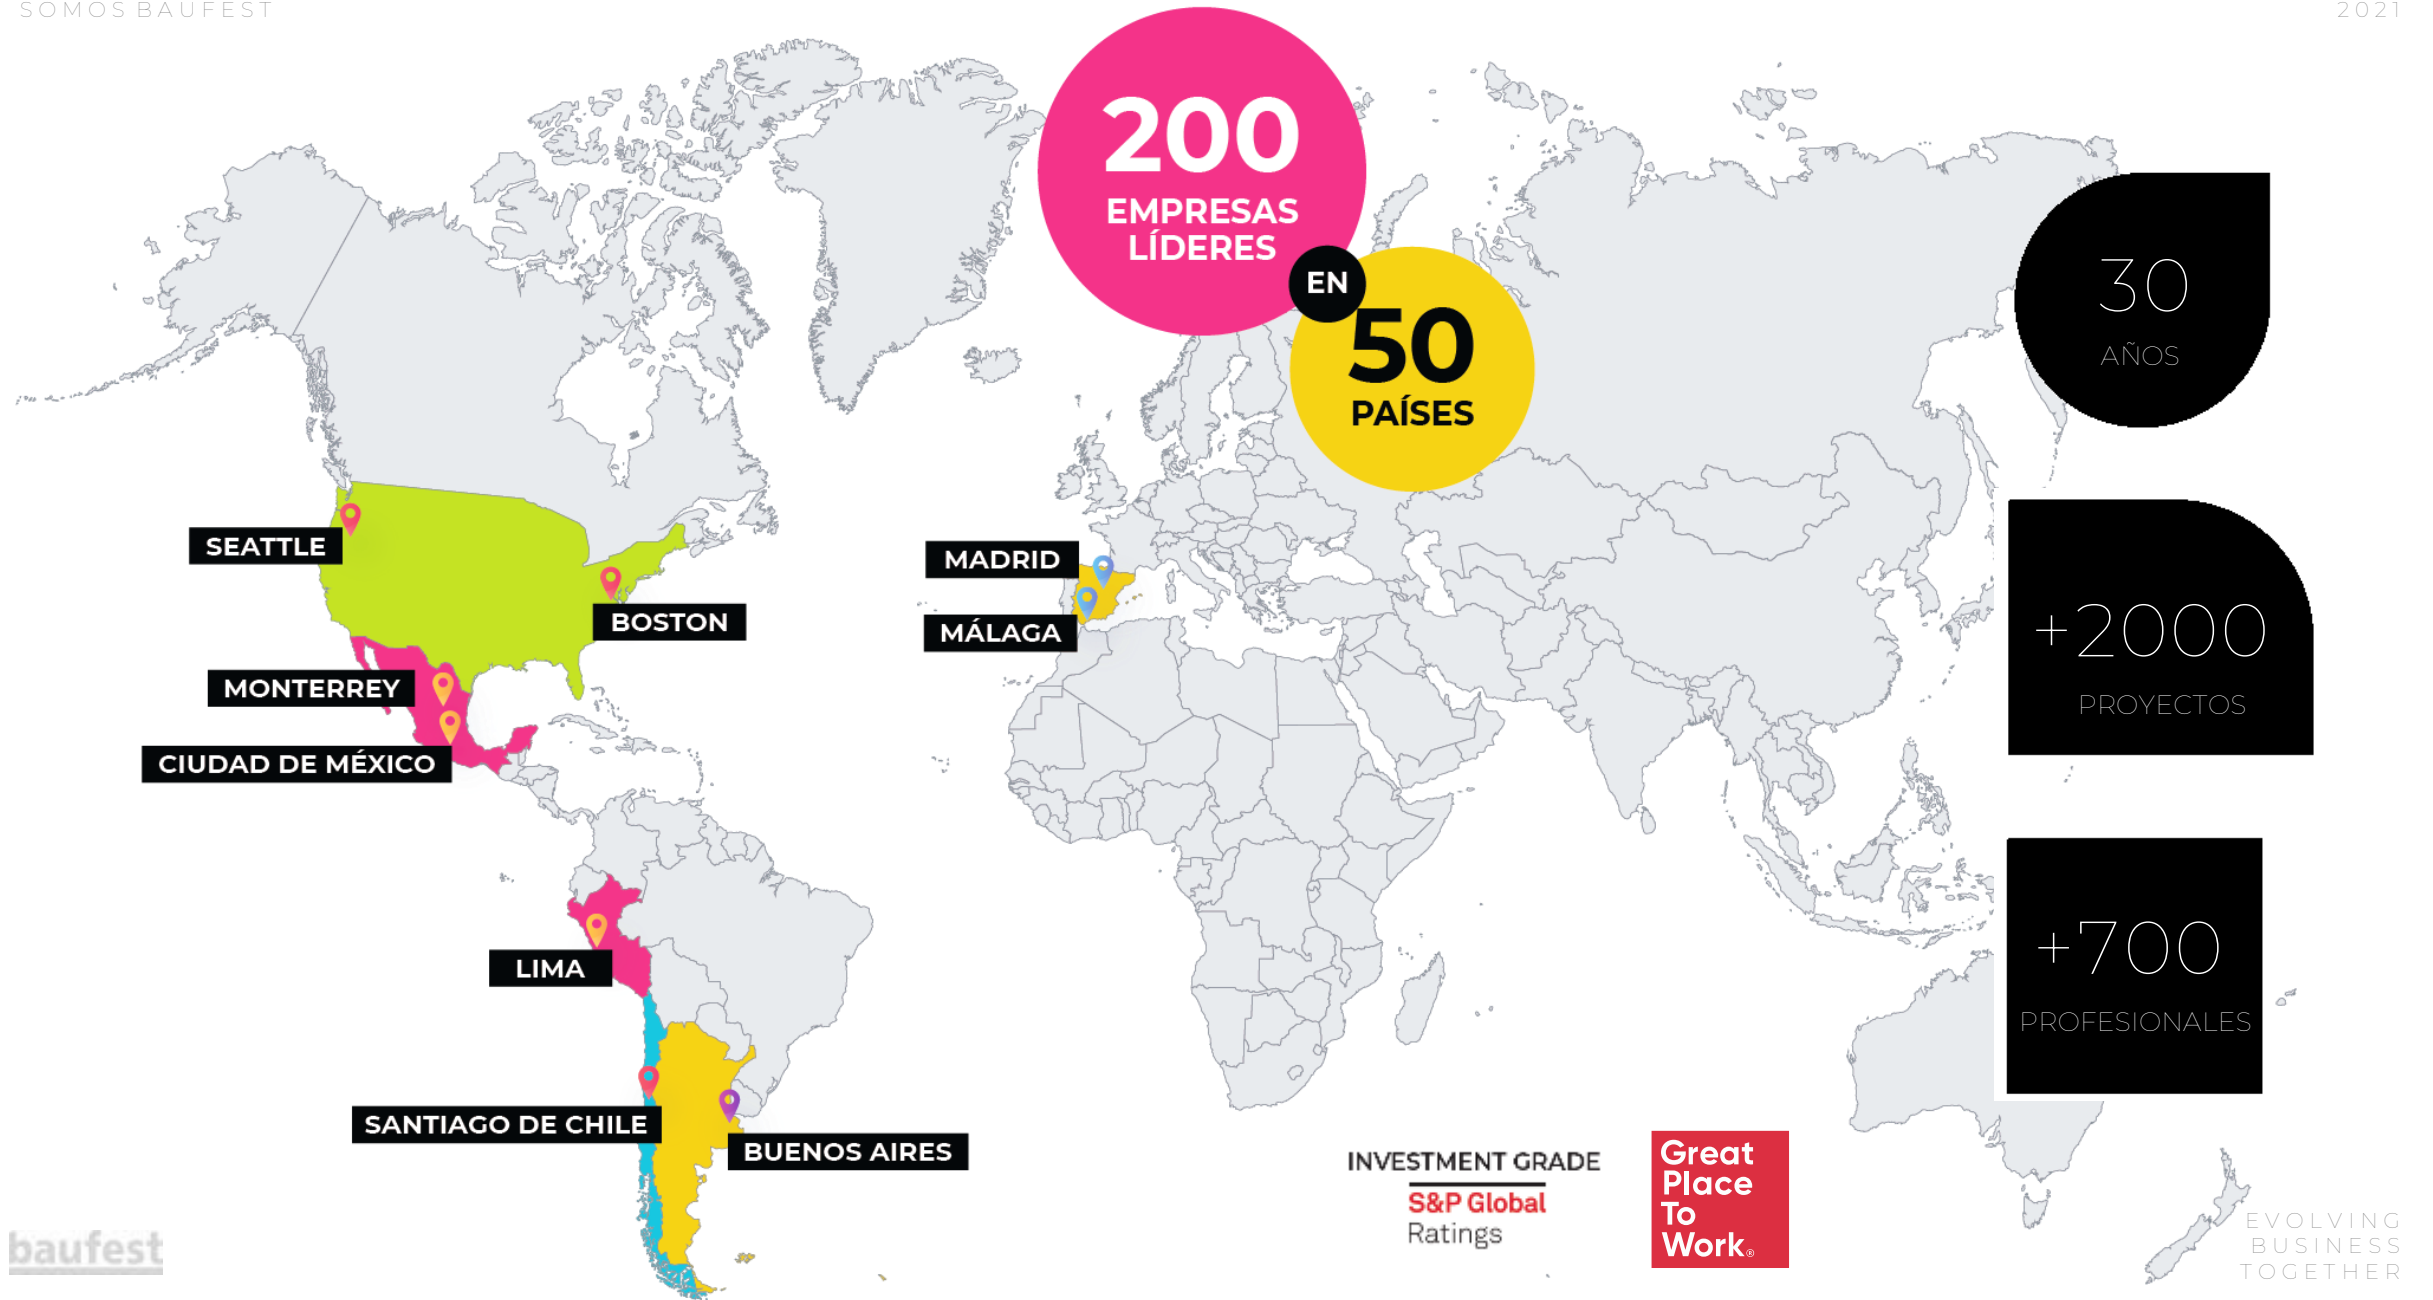 SOMOS BAUFEST
2021
200
EMPRESAS
LÍDERES
EN
50
PAÍSES
30
AÑOS
SEATTLE
BOSTON
MADRID
MÁLAGA
+2000
PROYECTOS
MONTERREY
CIUDAD DE MÉXICO
+700
PROFESIONALES
LIMA
SANTIAGO DE CHILE
BUENOS AIRES
INVESTMENT GRADE
S&P Global
Ratings
Great
Place
To
Work®
baufest
EVOLVING
BUSINESS
TOGETHER